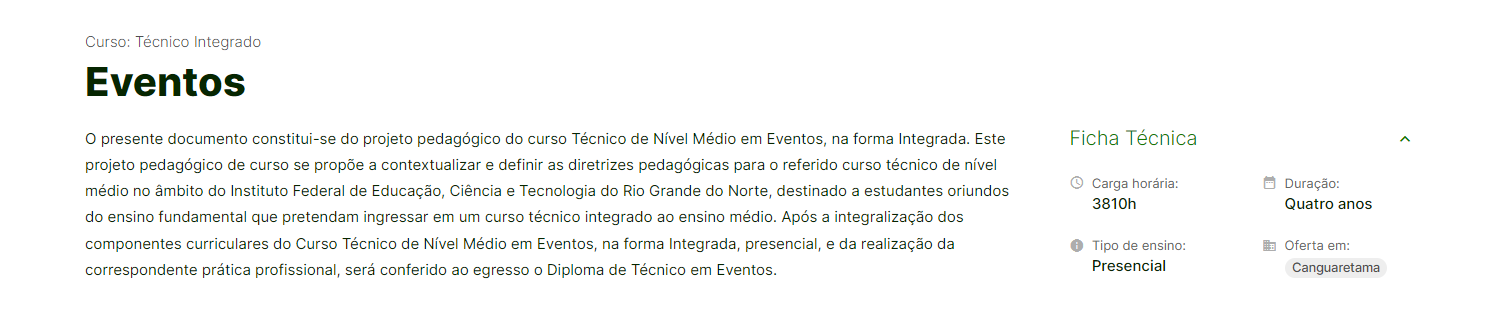 Curso: Técnico Integrado
Eventos
O presente documento constitui-se do projeto pedagógico do curso Técnico de Nível Médio em Eventos, na forma Integrada. Este
projeto pedagógico de curso se propõe a contextualizar e definir as diretrizes pedagógicas para o referido curso técnico de nível
médio no âmbito do Instituto Federal de Educação, Ciência e Tecnologia do Rio Grande do Norte, destinado a estudantes oriundos
do ensino fundamental que pretendam ingressar em um curso técnico integrado ao ensino médio. Após a integralização dos
componentes curriculares do Curso Técnico de Nível Médio em Eventos, na forma Integrada, presencial, e da realização da
correspondente prática profissional, será conferido ao egresso o Diploma de Técnico em Eventos.
Ficha Técnica
Carga horária:
3810h
Duração:
Quatro anos
Tipo de ensino:
Presencial
Oferta em:
Canguaretama